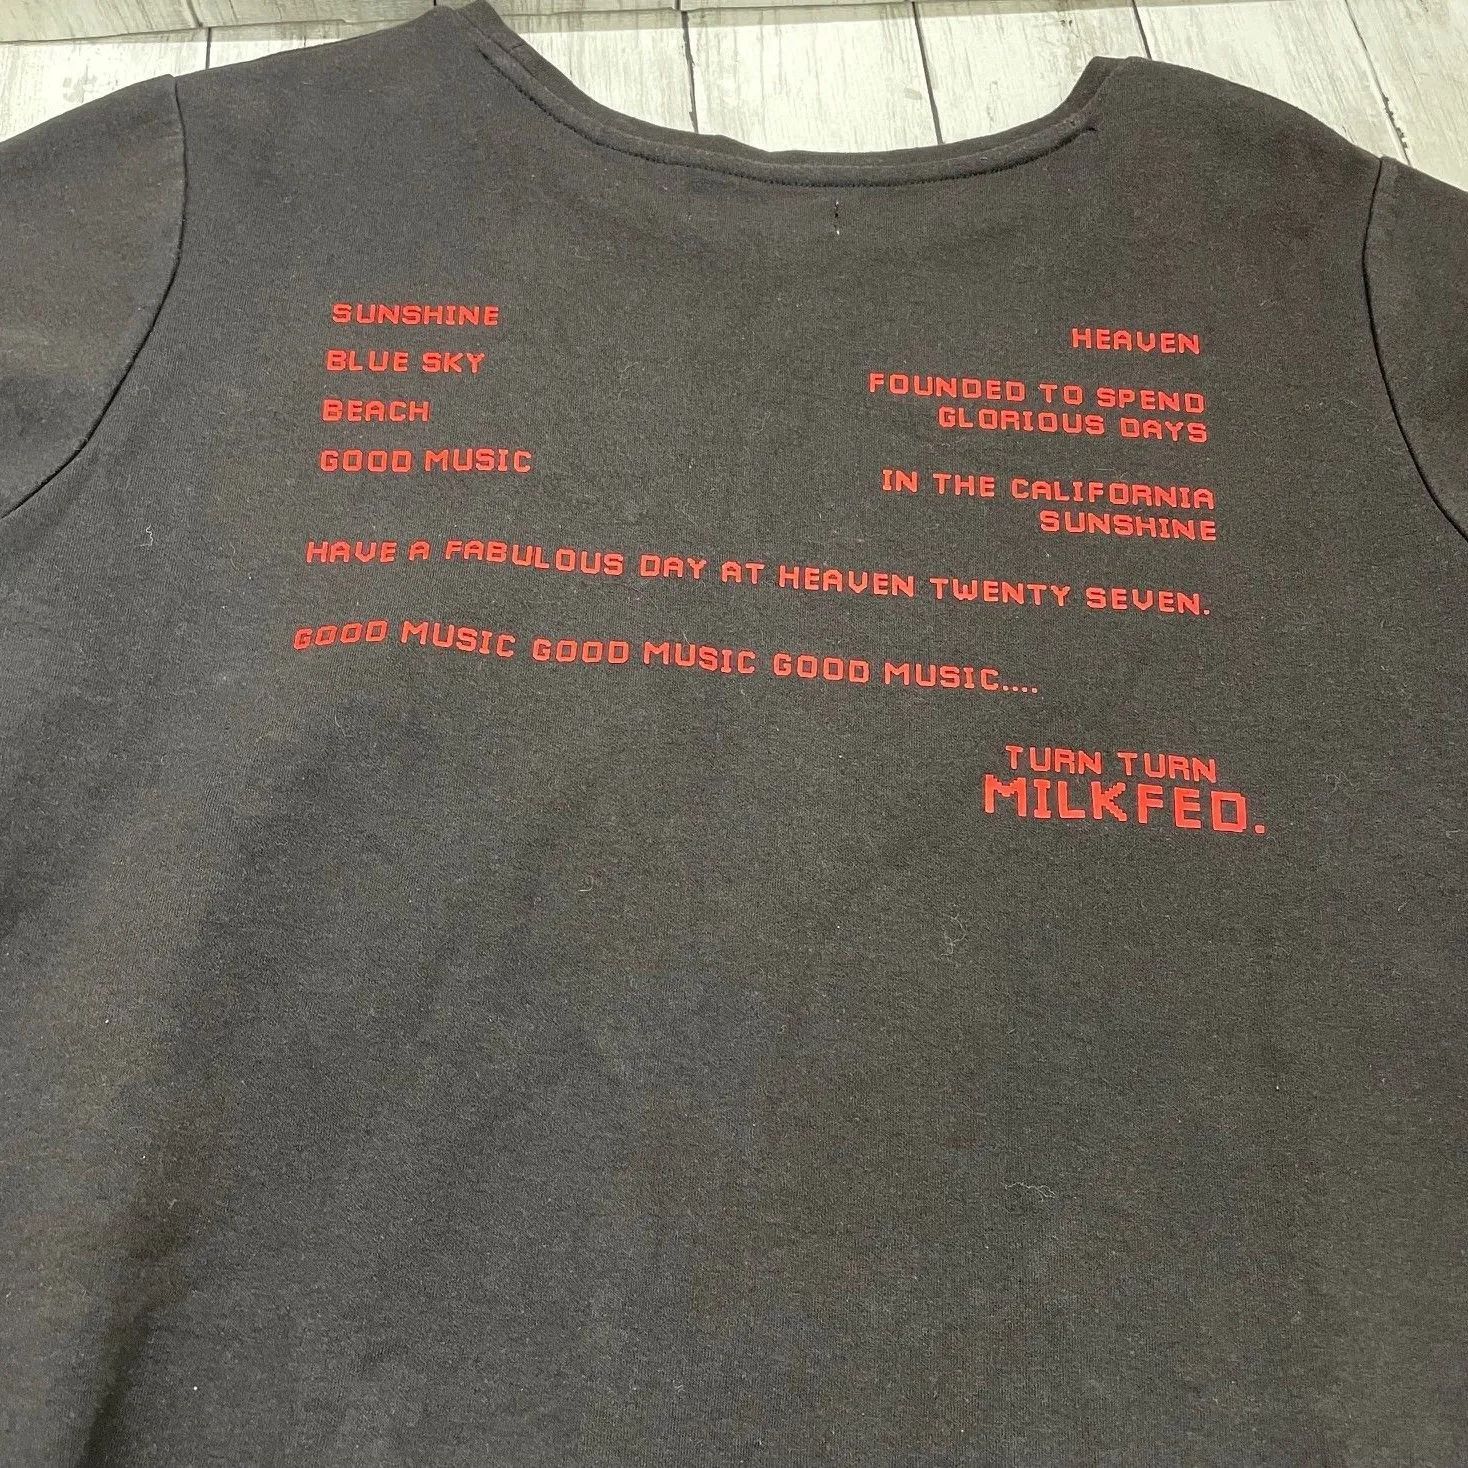 SUNSHINE
BLUE SKY
BEACH
GOOD MUSIC
HEAVEN
FOUNDED TO SPEND
GLORIOUS DAYS
IN THE CALIFORNIA
SUNSHINE
HAVE A FABULOUS DAY AT HEAVEN TWENTY SEVEN.
GOOD MUSIC GOOD MUSIC GOOD MUSIC....
TURN TURN
MILKFED.